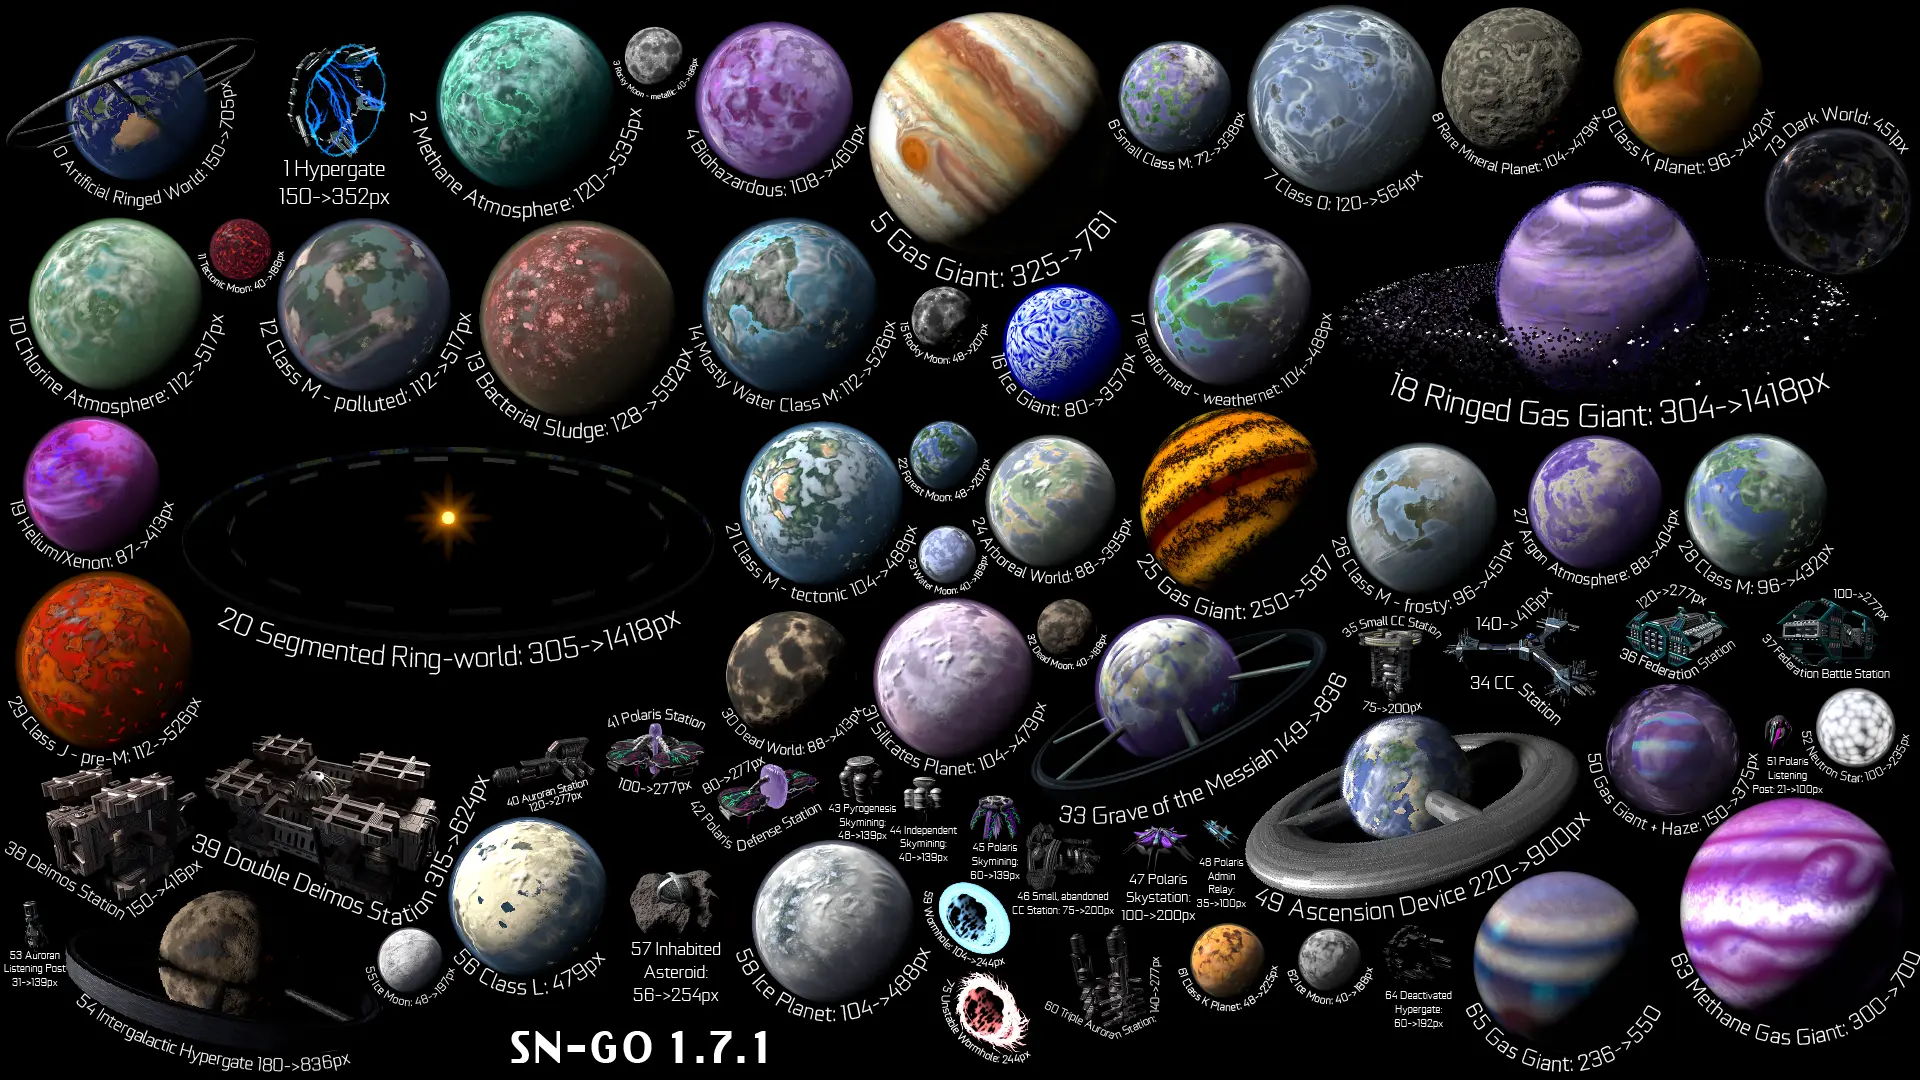 0 Artificial Ringed World: 150->705px
1 Hypergate
150->352px
2 Methane Atmosphere: 120->535px
3 Rocky Moon - metallic: 40->188px
4 Biohazardous: 108->460px
5 Gas Giant: 325->761
6 Small Class M: 72->338px
7 Class O: 120->564px
8 Rare Mineral Planet: 104->479px
9 Class K planet: 96->442px
73 Dark World: 451px
10 Chlorine Atmosphere: 112->517px
11 Tectonic Moon: 40->188px
12 Class M - polluted: 112->517px
13 Bacterial Sludge: 128->592px
14 Mostly Water Class M: 112->526px
15 Rocky Moon: 48->207px
16 Ice Giant: 80->357px
17 Terraformed - weathernet: 104->488px
18 Ringed Gas Giant: 304->1418px
19 Helium/Xenon: 87->413px
20 Segmented Ring-world: 305->1418px
21 Class M - tectonic 104->488px
22 Forest Moon: 48->207px
23 Water Moon: 40->169px
24 Arboreal World: 88->395px
25 Gas Giant: 250->587
26 Class M - frosty: 96->451px
27 Argon Atmosphere: 88->404px
28 Class M: 96->432px
29 Class J - pre-M: 112->526px
30 Dead World: 88->413px
31 Silicates Planet: 104->479px
32 Dead Moon: 40->188px
33 Grave of the Messiah 149->836
35 Small CC Station
75->200px
140->416px
34 CC Station
120->277px
36 Federation Station
100->277px
37 Federation Battle Station
38 Deimos Station 150->416px
39 Double Deimos Station 315->624px
40 Auroran Station
120->277px
41 Polaris Station
100->277px
80->277px
42 Polaris Defense Station
43 Pyrogenesis
Skymining:
48->139px
44 Independent
Skymining:
40->139px
45 Polaris
Skymining:
60->139px
46 Small, abandoned
CC Station: 75->200px
47 Polaris
Skystation:
100->200px
48 Polaris
Admin
Relay:
35->100px
49 Ascension Device 220->900px
50 Gas Giant + Haze: 150->375px
51 Polaris
Listening
Post: 21->100px
52 Neutron Star: 100->235px
53 Auroran
Listening Post
31->139px
54 Intergalactic Hypergate 180->836px
55 Ice Moon: 48->197px
56 Class L: 479px
57 Inhabited
Asteroid:
56->254px
58 Ice Planet: 104->488px
59 Wormhole: 104->244px
75 Unstable Wormhole: 244px
60 Triple Auroran Station: 140->277px
61 Class K Planet: 48->225px
62 Ice Moon: 40->188px
64 Deactivated
Hypergate:
60->192px
65 Gas Giant: 236->550
63 Methane Gas Giant: 300->700
SN-GO 1.7.1